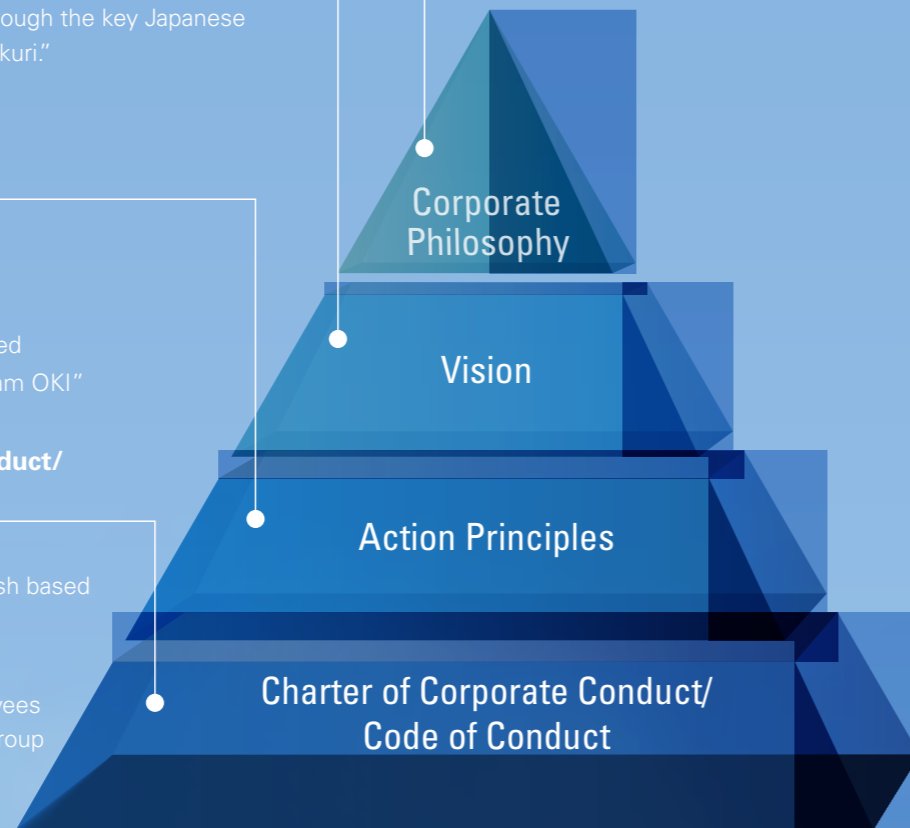 ough the key Japanese
kuri.”
ed
am OKI”
duct/
sh based
ees
roup
Corporate
Philosophy
Vision
Action Principles
Charter of Corporate Conduct/
Code of Conduct